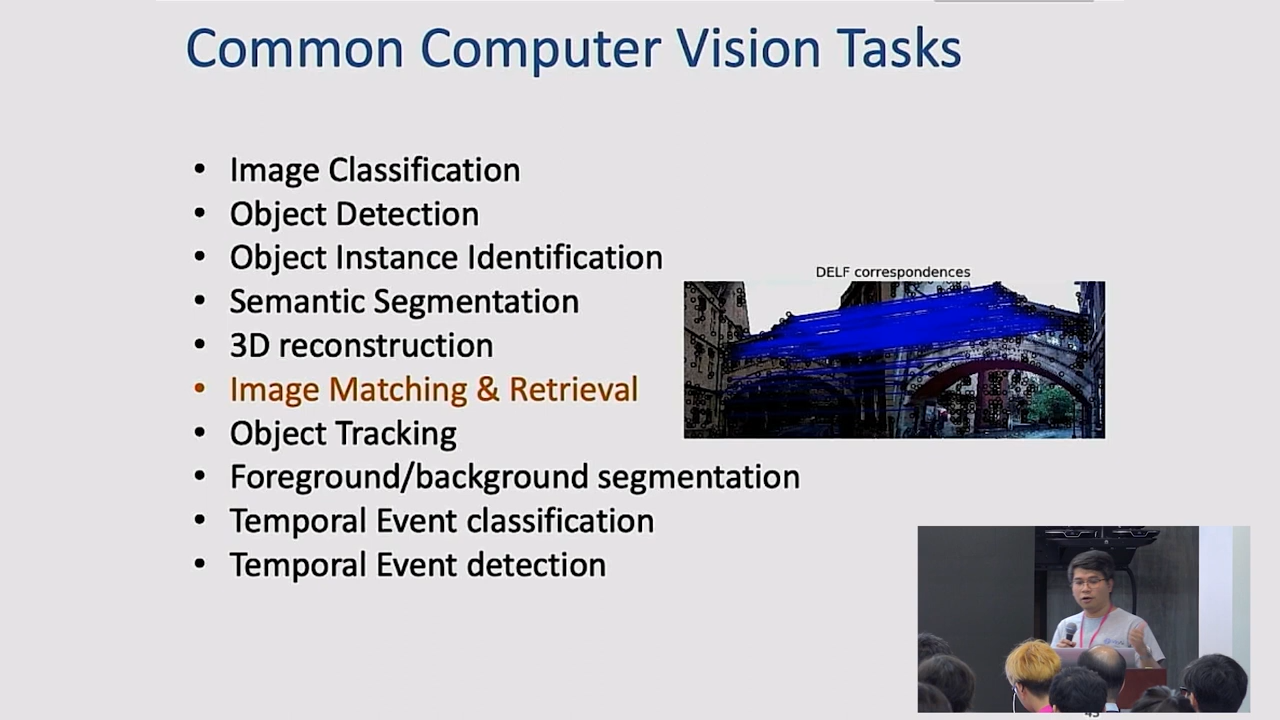 Common Computer Vision Tasks
• Image Classification
• Object Detection
• Object Instance Identification
• Semantic Segmentation
• 3D reconstruction
• Image Matching & Retrieval
• Object Tracking
• Foreground/background segmentation
• Temporal Event classification
• Temporal Event detection
DELF correspondences